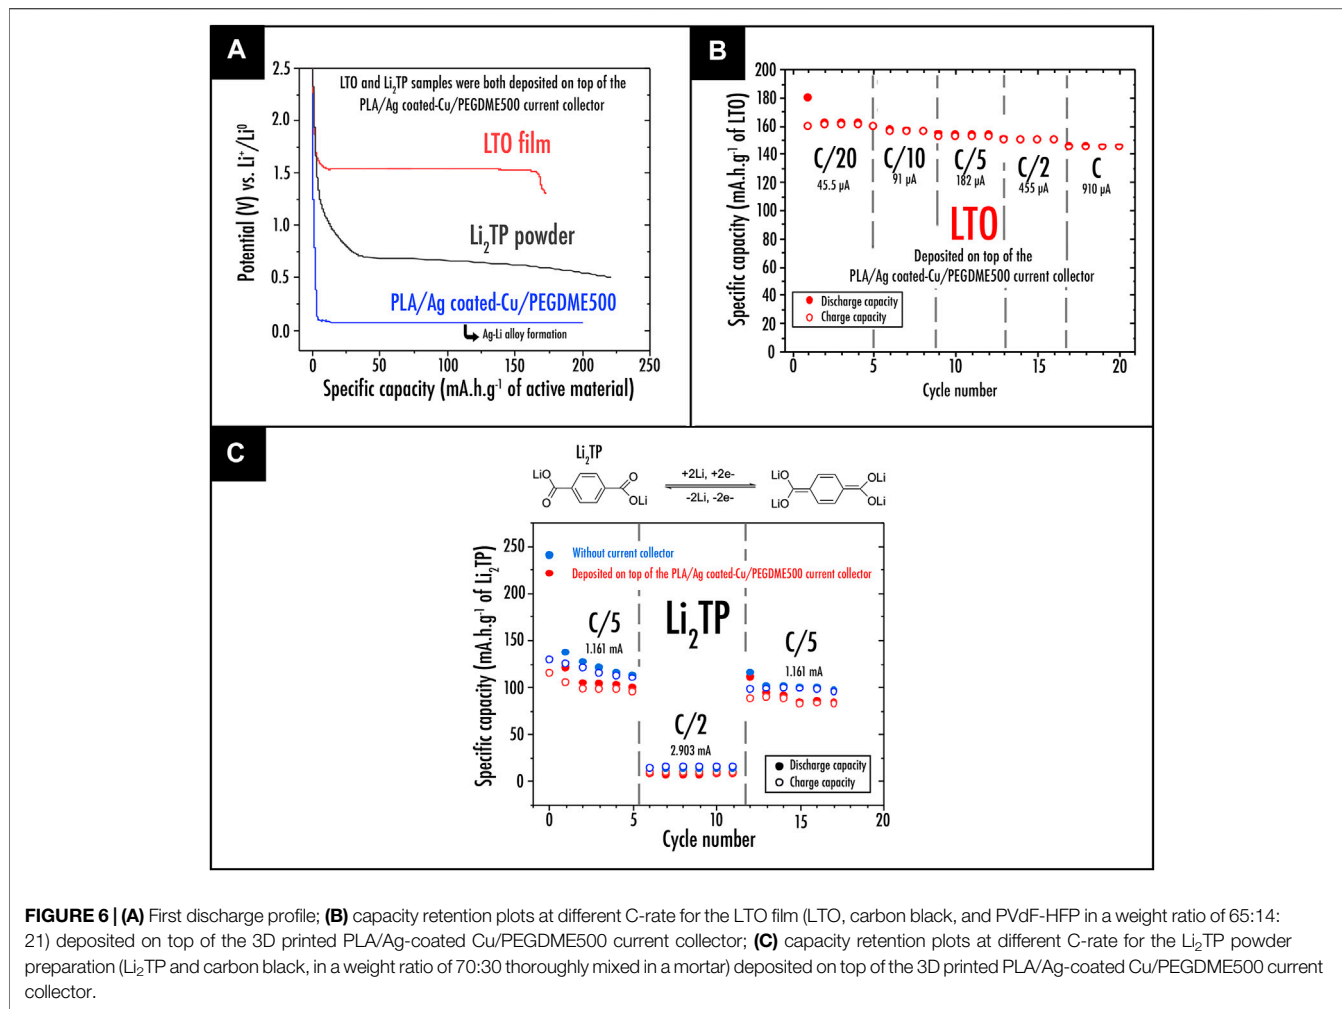 A
LTO and Li2TP samples were both deposited on top of the
PLA/Ag coated-Cu/PEGDME500 current collector
LTO film
Li2TP powder
PLA/Ag coated-Cu/PEGDME500
Ag-Li alloy formation
Potential (V) vs. Li+/Li0
2.5
2.0
1.5
1.0
0.5
0.0
0
50
100
150
200
250
Specific capacity (mA.h.g-1 of active material)
B
Specific capacity (mA.h.g-1 of LTO)
200
180
160
140
120
100
80
60
40
20
0
C/20
45.5 µA
C/10
91 µA
C/5
182 µA
C/2
455 µA
C
910 µA
LTO
Deposited on top of the
PLA/Ag coated-Cu/PEGDME500 current collector
Discharge capacity
Charge capacity
0
5
10
15
20
Cycle number
C
Li2TP
LiO
O
O
OLi
+2Li, +2e-
-2Li, -2e-
LiO
LiO
OLi
OLi
Specific capacity (mA.h.g-1 of Li2TP)
250
200
150
100
50
0
Without current collector
Deposited on top of the PLA/Ag coated-Cu/PEGDME500 current collector
C/5
1.161 mA
Li2TP
C/5
1.161 mA
C/2
2.903 mA
Discharge capacity
Charge capacity
0
5
10
15
20
Cycle number
FIGURE 6 | (A) First discharge profile; (B) capacity retention plots at different C-rate for the LTO film (LTO, carbon black, and PVdF-HFP in a weight ratio of 65:14:
21) deposited on top of the 3D printed PLA/Ag-coated Cu/PEGDME500 current collector; (C) capacity retention plots at different C-rate for the Li2TP powder
preparation (Li2TP and carbon black, in a weight ratio of 70:30 thoroughly mixed in a mortar) deposited on top of the 3D printed PLA/Ag-coated Cu/PEGDME500 current
collector.